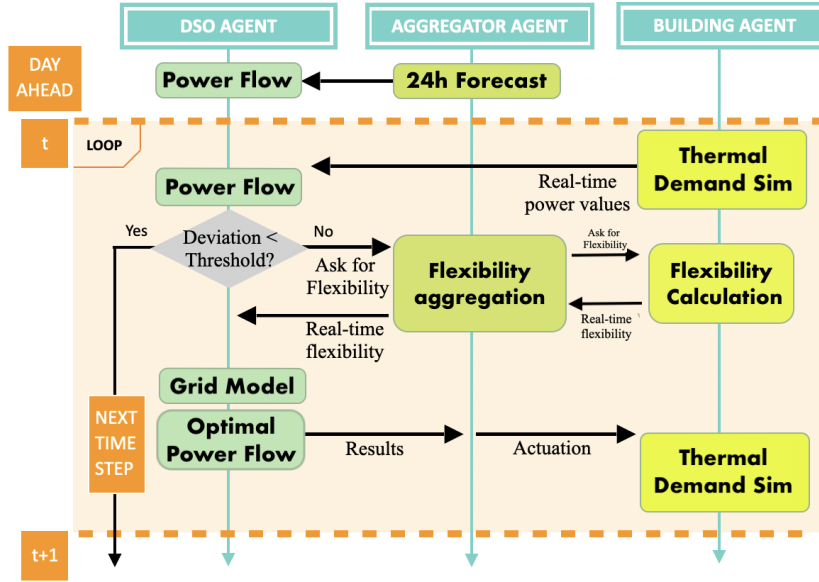 DSO AGENT
AGGREGATOR AGENT
BUILDING AGENT
DAY
AHEAD
Power Flow
24h Forecast
t
LOOP
Thermal
Demand Sim
Real-time
power values
Power Flow
Yes
Deviation <
Threshold?
No
Ask for
Flexibility
Flexibility
aggregation
Ask for
Flexibility
Flexibility
Calculation
Real-time
flexibility
Real-time
flexibility
Grid Model
NEXT
TIME
STEP
Optimal
Power Flow
Results
Actuation
Thermal
Demand Sim
t+1